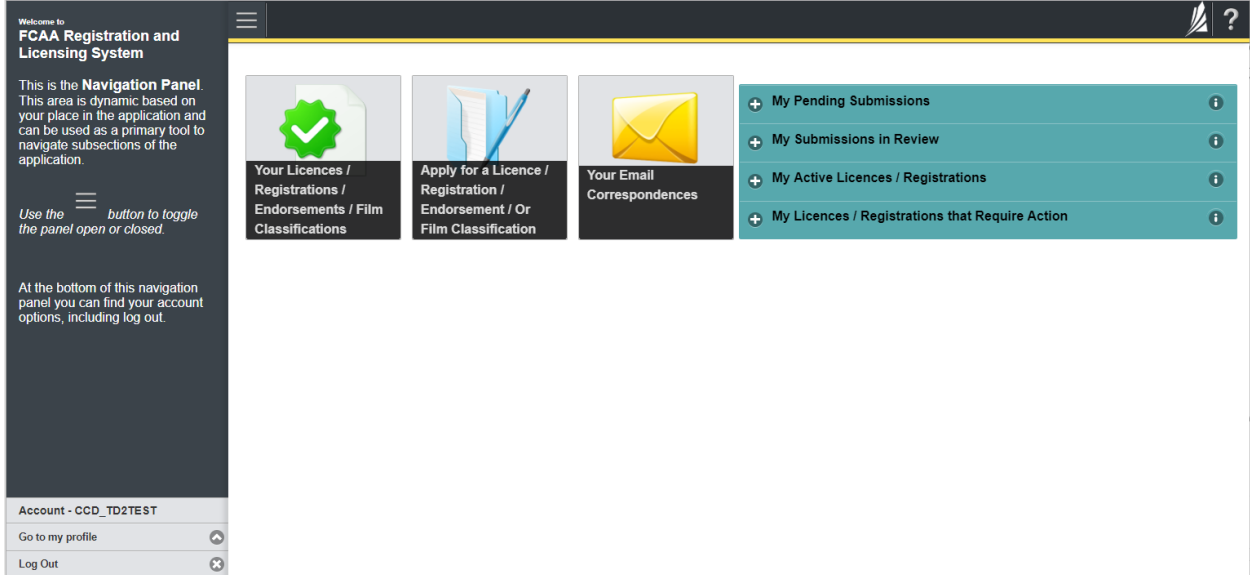 Welcome to
FCAA Registration and
Licensing System
This is the Navigation Panel.
This area is dynamic based on
your place in the application and
can be used as a primary tool to
navigate subsections of the
application.
Use the button to toggle
the panel open or closed.
At the bottom of this navigation
panel you can find your account
options, including log out.
Account - CCD_TD2TEST
Go to my profile
Log Out
?
Your Licences /
Registrations /
Endorsements / Film
Classifications
Apply for a Licence /
Registration /
Endorsement / Or
Film Classification
Your Email
Correspondences
My Pending Submissions
My Submissions in Review
My Active Licences / Registrations
My Licences / Registrations that Require Action